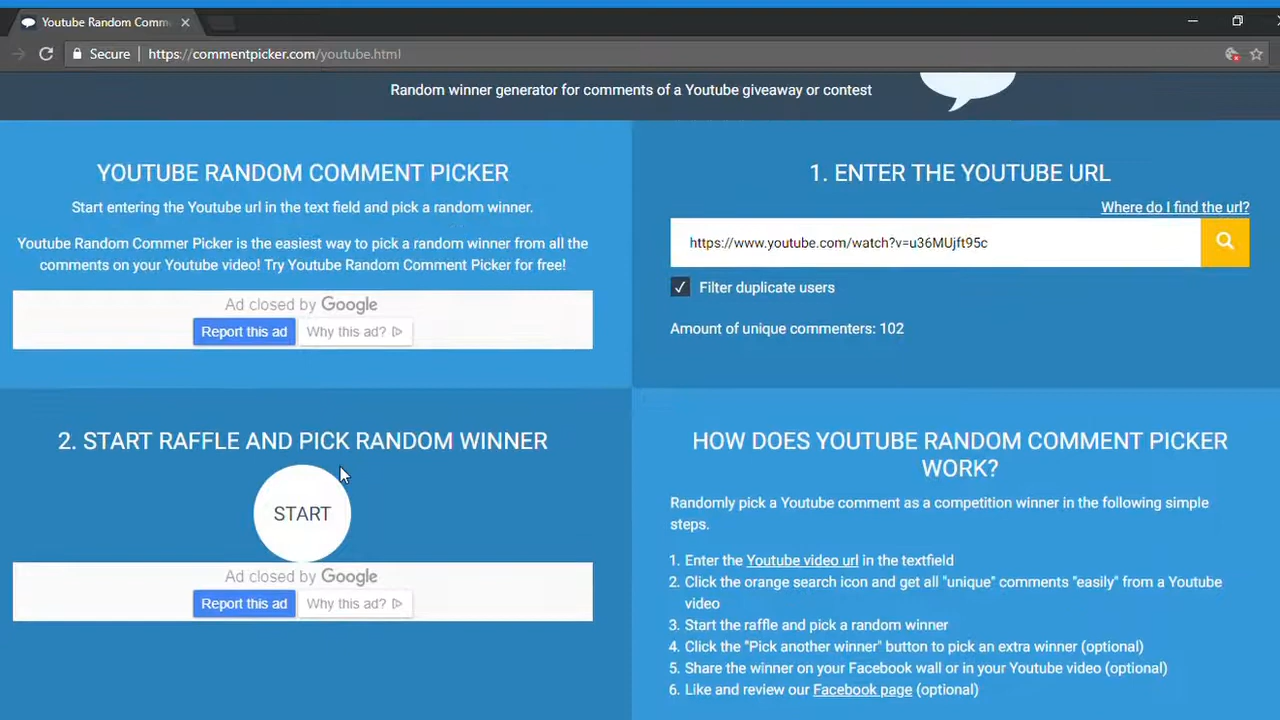 Youtube Random Comm
Secure
https://commentpicker.com/youtube.html
Random winner generator for comments of a Youtube giveaway or contest
YOUTUBE RANDOM COMMENT PICKER
Start entering the Youtube url in the text field and pick a random winner.
Youtube Random Commer Picker is the easiest way to pick a random winner from all the
comments on your Youtube video! Try Youtube Random Comment Picker for free!
Ad closed by Google
Report this ad
Why this ad?
1. ENTER THE YOUTUBE URL
Where do I find the url?
https://www.youtube.com/watch?v=u36MUjft95c
Filter duplicate users
Amount of unique commenters: 102
2. START RAFFLE AND PICK RANDOM WINNER
START
Ad closed by Google
Report this ad
Why this ad?
HOW DOES YOUTUBE RANDOM COMMENT PICKER
WORK?
Randomly pick a Youtube comment as a competition winner in the following simple
steps.
1. Enter the Youtube video url in the textfield
2. Click the orange search icon and get all "unique" comments "easily" from a Youtube
video
3. Start the raffle and pick a random winner
4. Click the "Pick another winner" button to pick an extra winner (optional)
5. Share the winner on your Facebook wall or in your Youtube video (optional)
6. Like and review our Facebook page (optional)